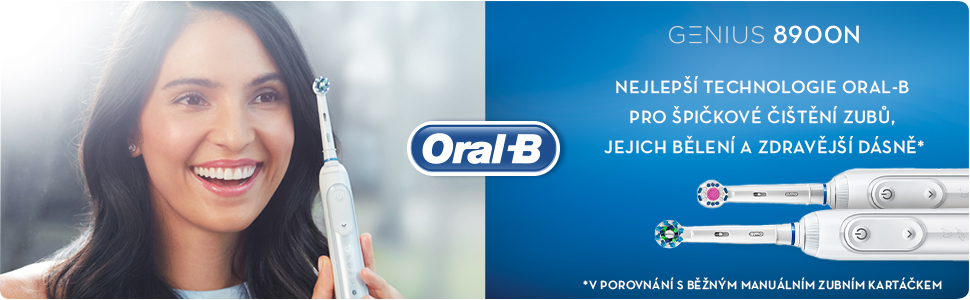 GENIUS 8900N
NEJLEPŠÍ TECHNOLOGIE ORAL-B
PRO ŠPIČKOVÉ ČIŠTĚNÍ ZUBŮ,
JEJICH BĚLENÍ A ZDRAVĚJŠÍ DÁSNĚ*
Oral-B
*V POROVNÁNÍ S BĚŽNÝM MANUÁLNÍM ZUBNÍM KARTÁČKEM